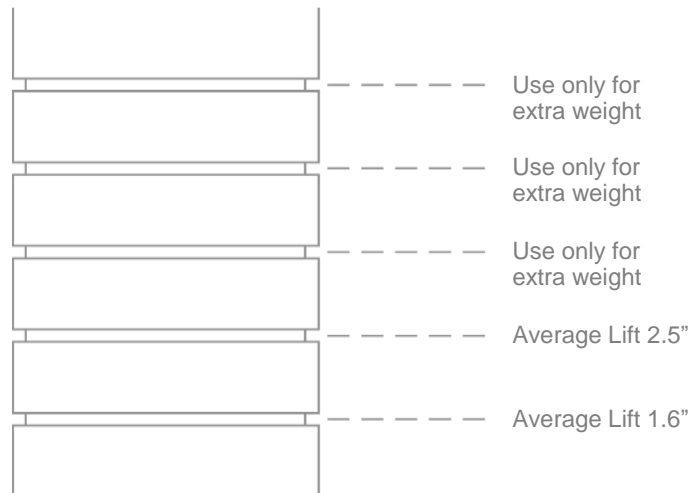 Use only for
extra weight
Use only for
extra weight
Use only for
extra weight
Average Lift 2.5”
Average Lift 1.6”